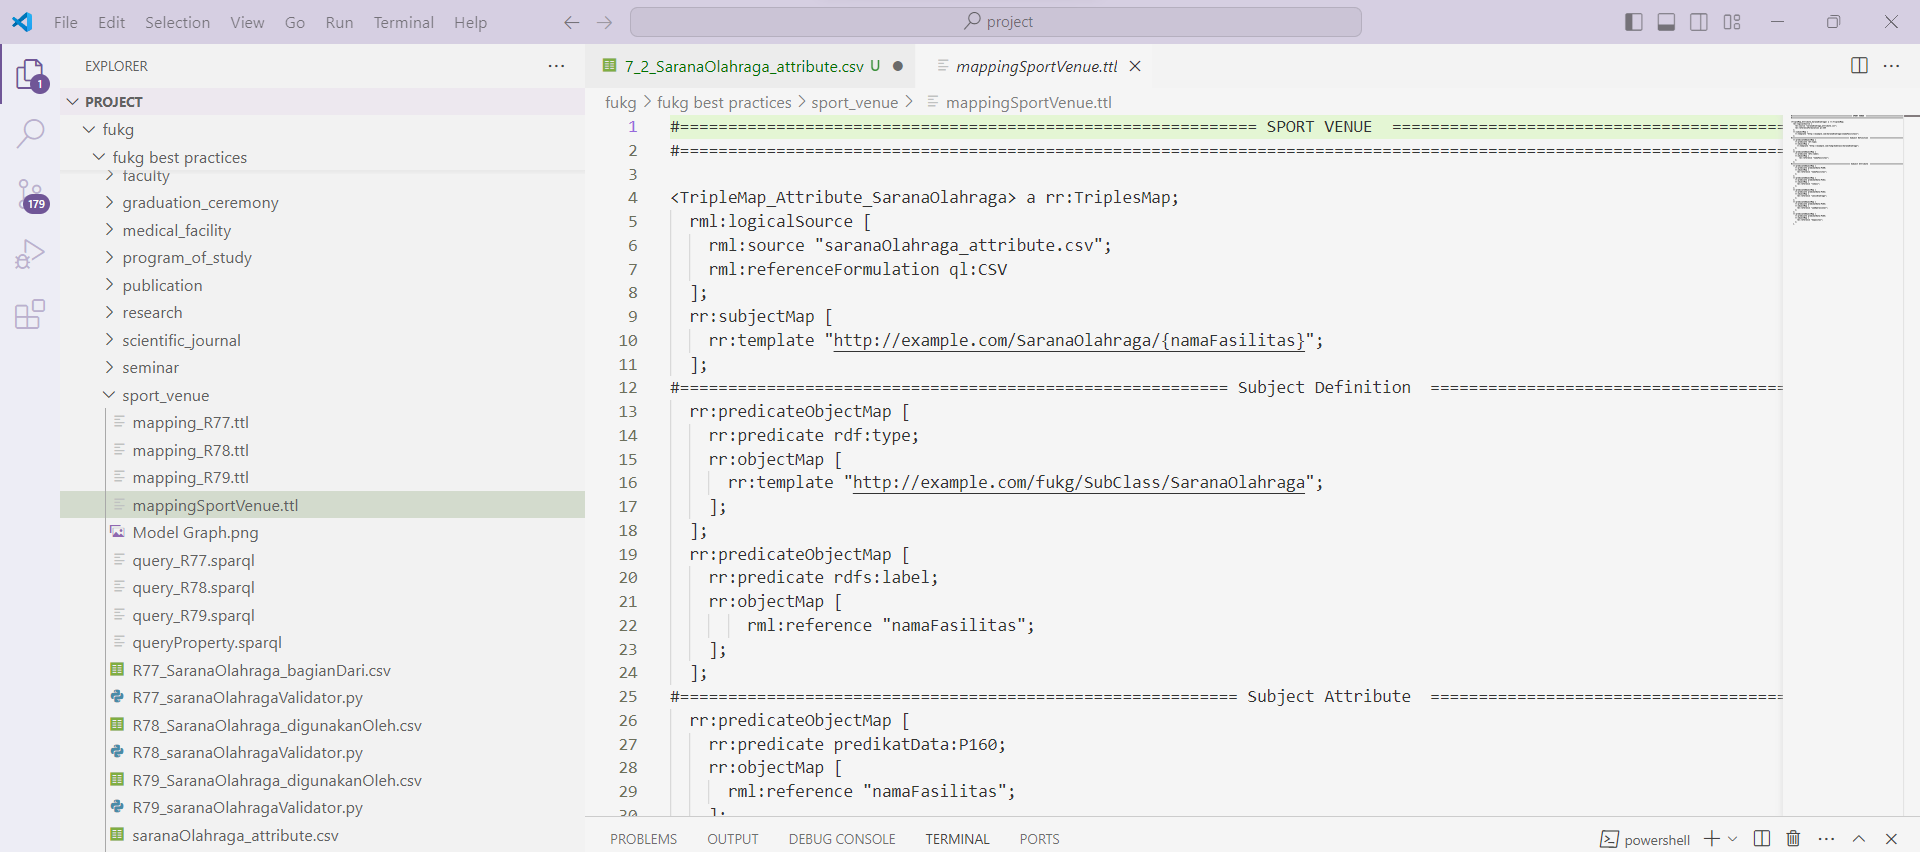 File Edit Selection View Go Run Terminal Help
project
EXPLORER
PROJECT
fukg
fukg best practices
faculty
graduation_ceremony
medical_facility
program_of_study
publication
research
scientific_journal
seminar
sport_venue
mapping_R77.ttl
mapping_R78.ttl
mapping_R79.ttl
mappingSportVenue.ttl
Model Graph.png
query_R77.sparql
query_R78.sparql
query_R79.sparql
queryProperty.sparql
R77_SaranaOlahraga_bagianDari.csv
R77_saranaOlahragaValidator.py
R78_SaranaOlahraga_digunakanOleh.csv
R78_saranaOlahragaValidator.py
R79_SaranaOlahraga_digunakanOleh.csv
R79_saranaOlahragaValidator.py
saranaOlahraga_attribute.csv
1
179
7_2_SaranaOlahraga_attribute.csv U
mappingSportVenue.ttl
fukg > fukg best practices > sport_venue > mappingSportVenue.ttl
1 #============================================================ SPORT VENUE =========================================
2 #===================================================================================================================
3
4 <TripleMap_Attribute_SaranaOlahraga> a rr:TriplesMap;
5 rml:logicalSource [
6 rml:source "saranaOlahraga_attribute.csv";
7 rml:referenceFormulation ql:CSV
8 ];
9 rr:subjectMap [
10 rr:template "http://example.com/SaranaOlahraga/{namaFasilitas}";
11 ];
12 #========================================================= Subject Definition =====================================
13 rr:predicateObjectMap [
14 rr:predicate rdf:type;
15 rr:objectMap [
16 rr:template "http://example.com/fukg/SubClass/SaranaOlahraga";
17 ];
18 ];
19 rr:predicateObjectMap [
20 rr:predicate rdfs:label;
21 rr:objectMap [
22 rml:reference "namaFasilitas";
23 ];
24 ];
25 #========================================================== Subject Attribute =====================================
26 rr:predicateObjectMap [
27 rr:predicate predikatData:P160;
28 rr:objectMap [
29 rml:reference "namaFasilitas";
30 ];
PROBLEMS OUTPUT DEBUG CONSOLE TERMINAL PORTS
powershell